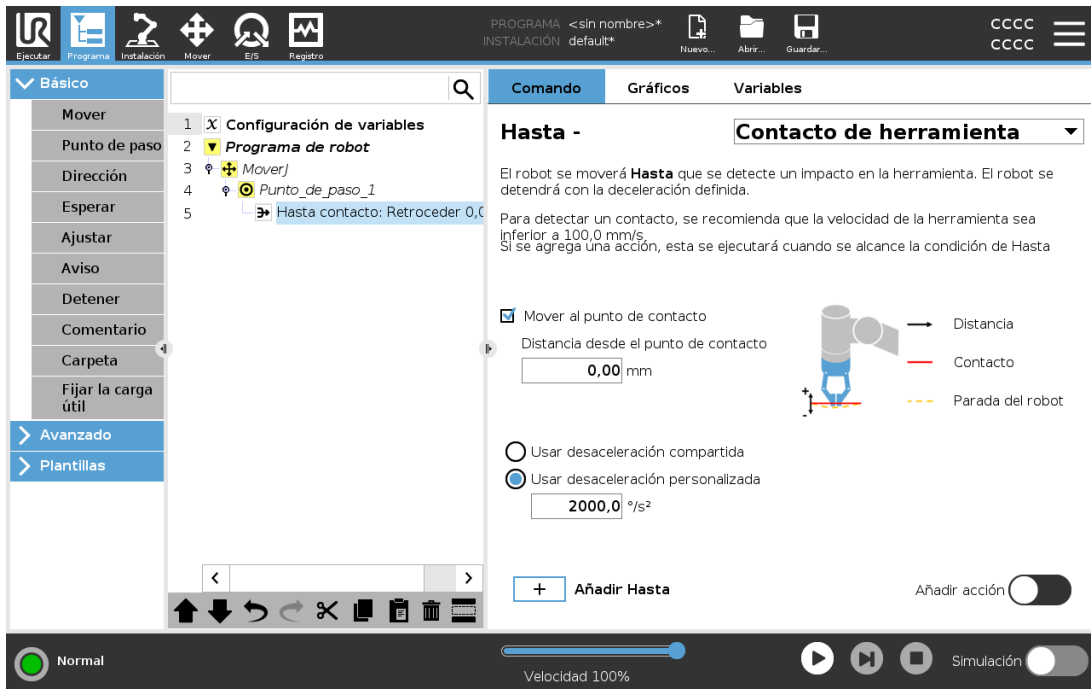 PROGRAMA <sin nombre>*
INSTALACIÓN default*
Ejecutar
Programa
Instalación
Mover
E/S
Registro
Nuevo...
Abrir...
Guardar...
CCCC
CCCC
Básico
Mover
Punto de paso
Dirección
Esperar
Ajustar
Aviso
Detener
Comentario
Carpeta
Fijar la carga
útil
Avanzado
Plantillas
1 X Configuración de variables
2 Programa de robot
3 MoverJ
4 Punto_de_paso_1
5 Hasta contacto: Retroceder 0,0
Comando
Gráficos
Variables
Hasta -
Contacto de herramienta
El robot se moverá Hasta que se detecte un impacto en la herramienta. El robot se
detendrá con la deceleración definida.
Para detectar un contacto, se recomienda que la velocidad de la herramienta sea
inferior a 100,0 mm/s
Si se agrega una acción, esta se ejecutará cuando se alcance la condición de Hasta
Mover al punto de contacto
Distancia desde el punto de contacto
0,00 mm
+
-
Distancia
Contacto
Parada del robot
Usar desaceleración compartida
Usar desaceleración personalizada
2000,0 °/s²
+ Añadir Hasta
Añadir acción
Normal
Velocidad 100%
Simulación